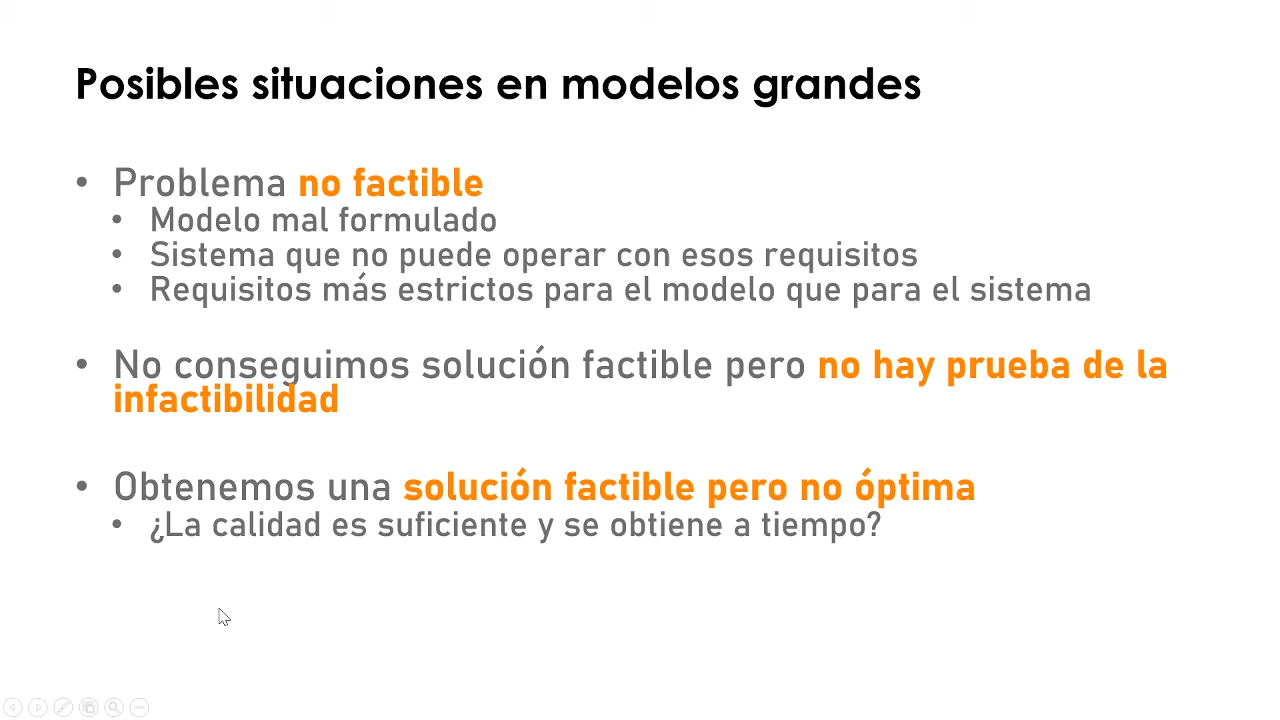 Posibles situaciones en modelos grandes
• Problema no factible
• Modelo mal formulado
• Sistema que no puede operar con esos requisitos
• Requisitos más estrictos para el modelo que para el sistema
• No conseguimos solución factible pero no hay prueba de la
infactibilidad
• Obtenemos una solución factible pero no óptima
• ¿La calidad es suficiente y se obtiene a tiempo?